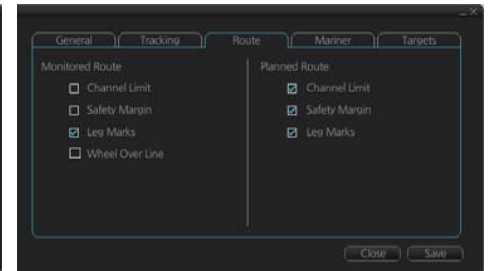 General Tracking Route Mariner Targets
Monitored Route
Channel Limit
Safety Margin
Leg Marks
Wheel Over Line
Planned Route
Channel Limit
Safety Margin
Leg Marks
Close Save